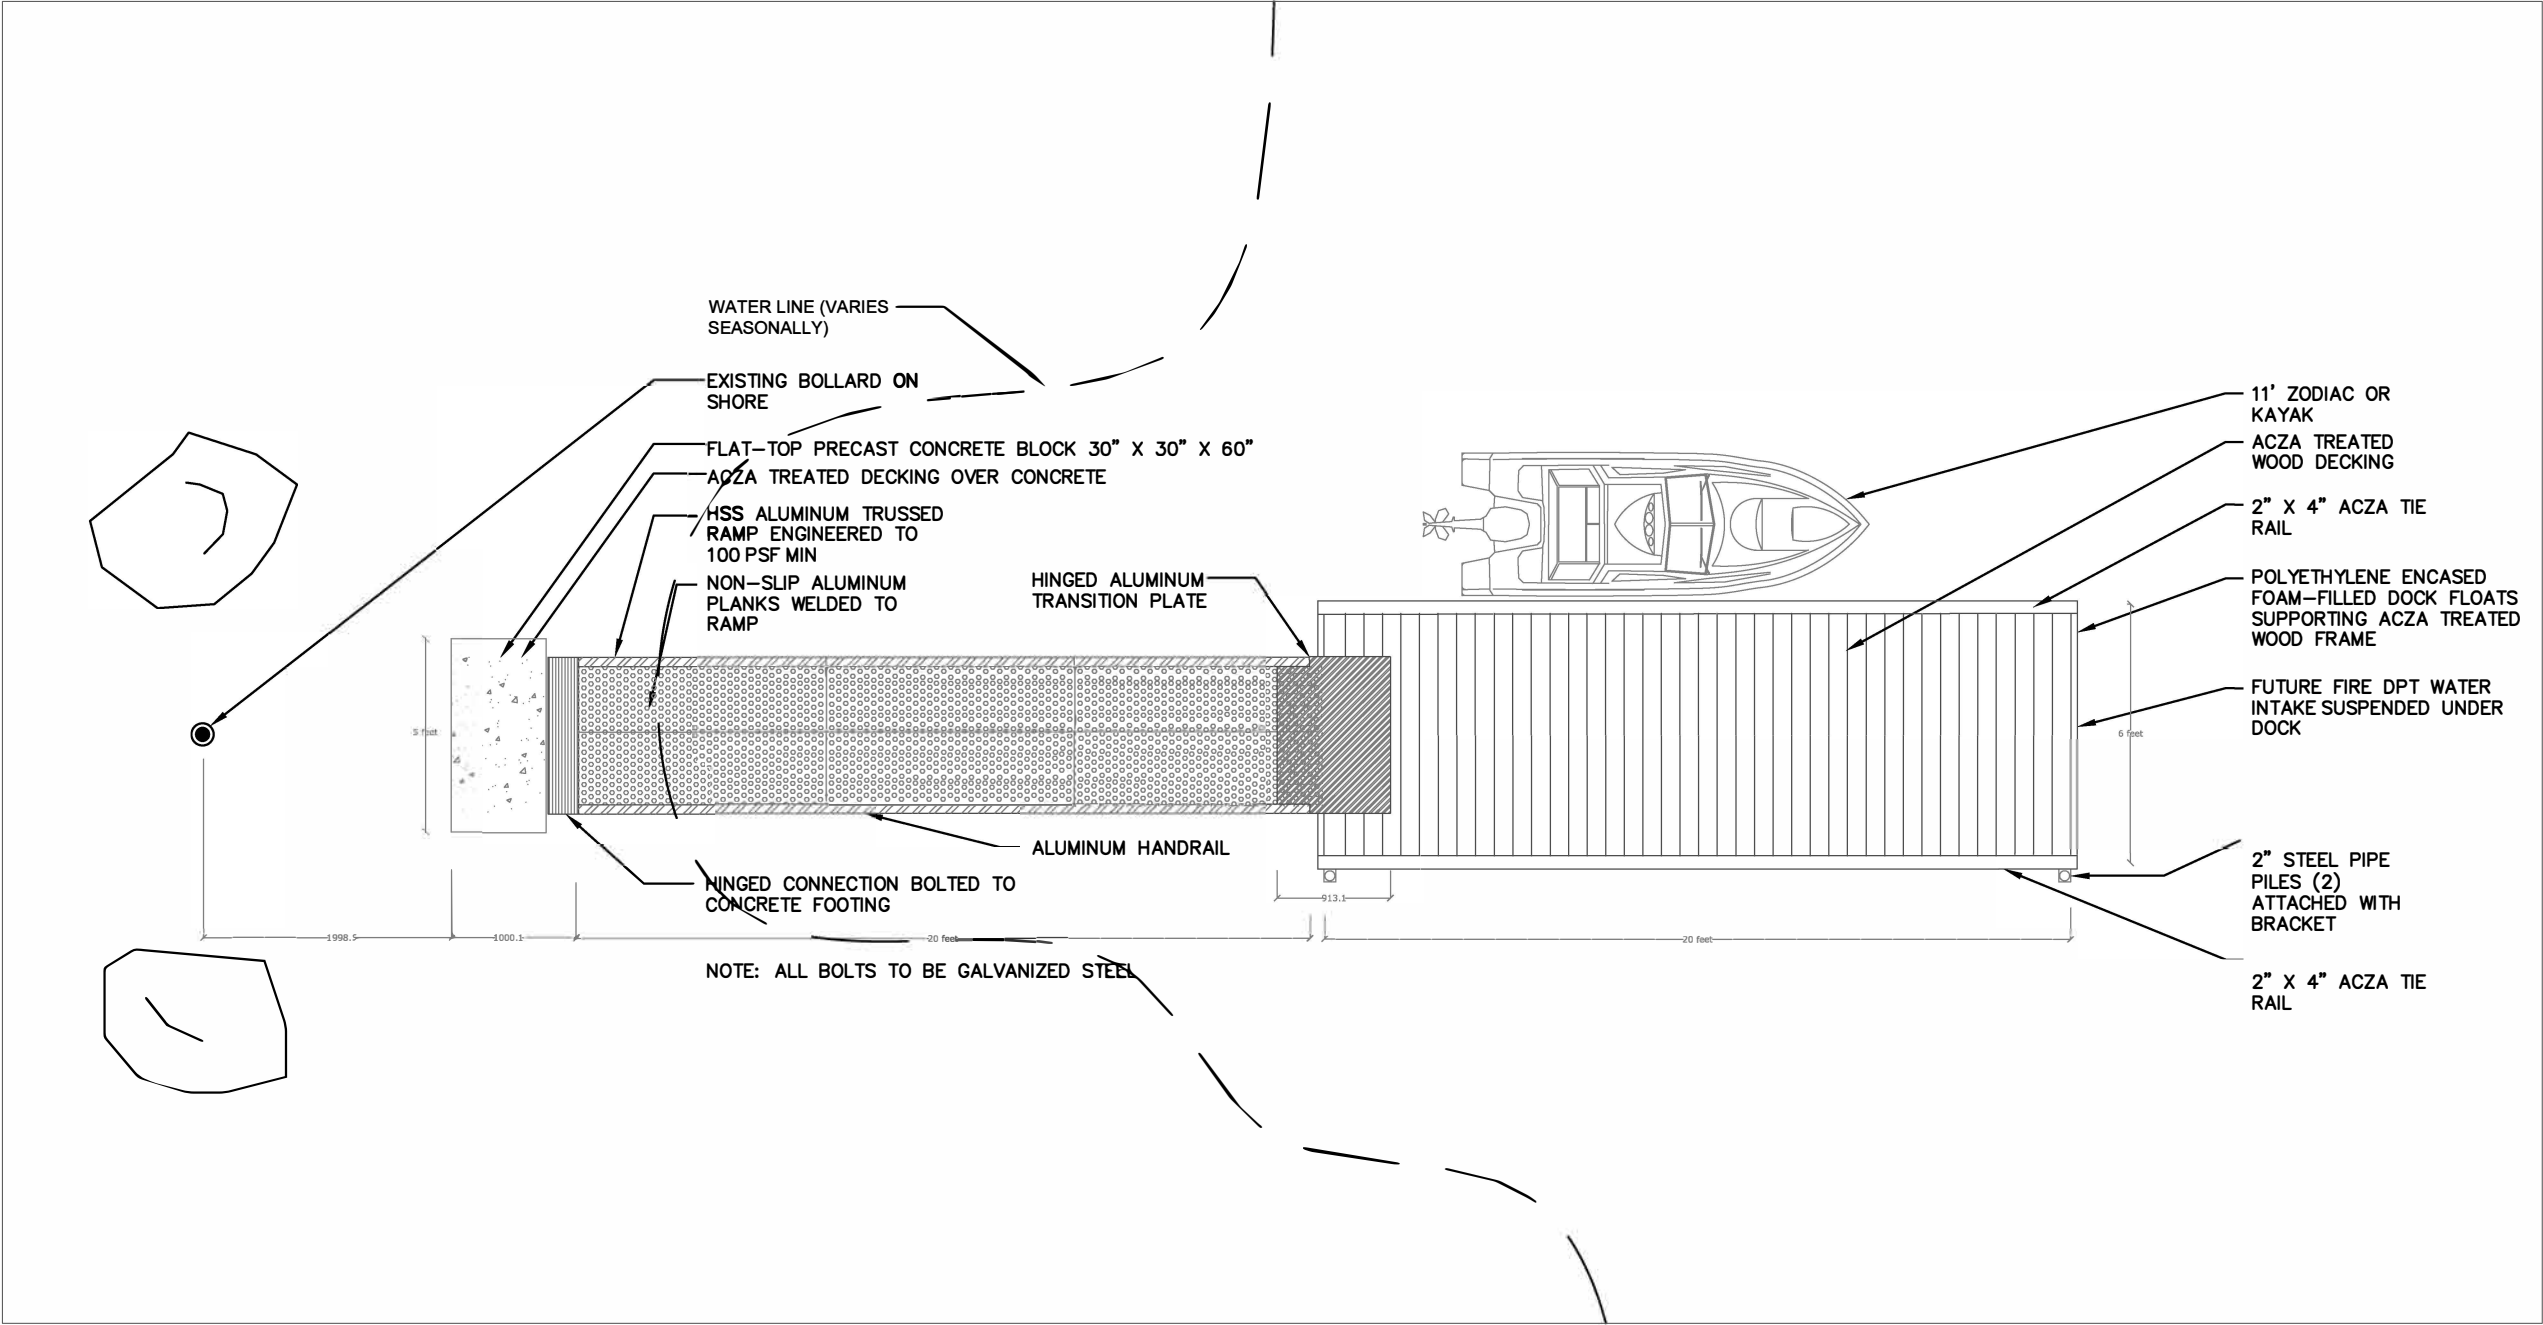 WATER LINE (VARIES
SEASONALLY)
EXISTING BOLLARD ON
SHORE
FLAT-TOP PRECAST CONCRETE BLOCK 30” X 30” X 60”
ACZA TREATED DECKING OVER CONCRETE
HSS ALUMINUM TRUSSED
RAMP ENGINEERED TO
100 PSF MIN
NON-SLIP ALUMINUM
PLANKS WELDED TO
RAMP
HINGED ALUMINUM
TRANSITION PLATE
11’ ZODIAC OR
KAYAK
ACZA TREATED
WOOD DECKING
2” X 4” ACZA TIE
RAIL
POLYETHYLENE ENCASED
FOAM-FILLED DOCK FLOATS
SUPPORTING ACZA TREATED
WOOD FRAME
FUTURE FIRE DPT WATER
INTAKE SUSPENDED UNDER
DOCK
5 feet
6 feet
ALUMINUM HANDRAIL
HINGED CONNECTION BOLTED TO
CONCRETE FOOTING
2” STEEL PIPE
PILES (2)
ATTACHED WITH
BRACKET
913.1
1998.5
1000.1
20 feet
20 feet
NOTE: ALL BOLTS TO BE GALVANIZED STEEL
2” X 4” ACZA TIE
RAIL